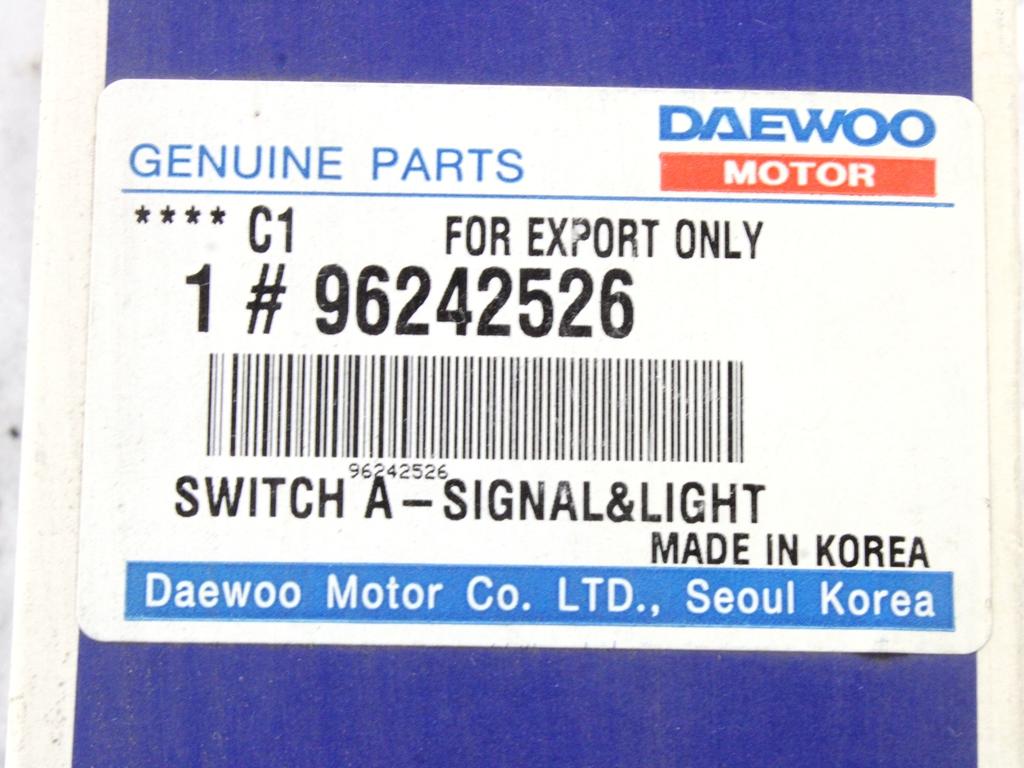 DAEWOO
MOTOR
GENUINE PARTS
**** C1 FOR EXPORT ONLY
1 # 96242526
96242526
SWITCH A-SIGNAL&LIGHT
MADE IN KOREA
Daewoo Motor Co. LTD., Seoul Korea